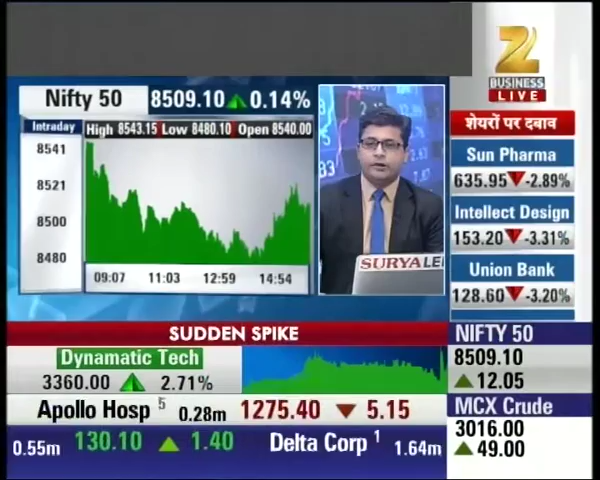 Z
BUSINESS
LIVE
Nifty 50 8509.10 ▲ 0.14%
Intraday High 8543.15 Low 8480.10 Open 8540.00
8541
8521
8500
8480
09:07 11:03 12:59 14:54
SURYA LE
शेयरों पर दबाव
Sun Pharma
635.95 ▼ -2.89%
Intellect Design
153.20 ▼ -3.31%
Union Bank
128.60 ▼ -3.20%
SUDDEN SPIKE
Dynamatic Tech
3360.00 ▲ 2.71%
NIFTY 50
8509.10
▲ 12.05
MCX Crude
3016.00
▲ 49.00
Apollo Hosp 5 0.28m 1275.40 ▼ 5.15
0.55m 130.10 ▲ 1.40 Delta Corp 1 1.64m